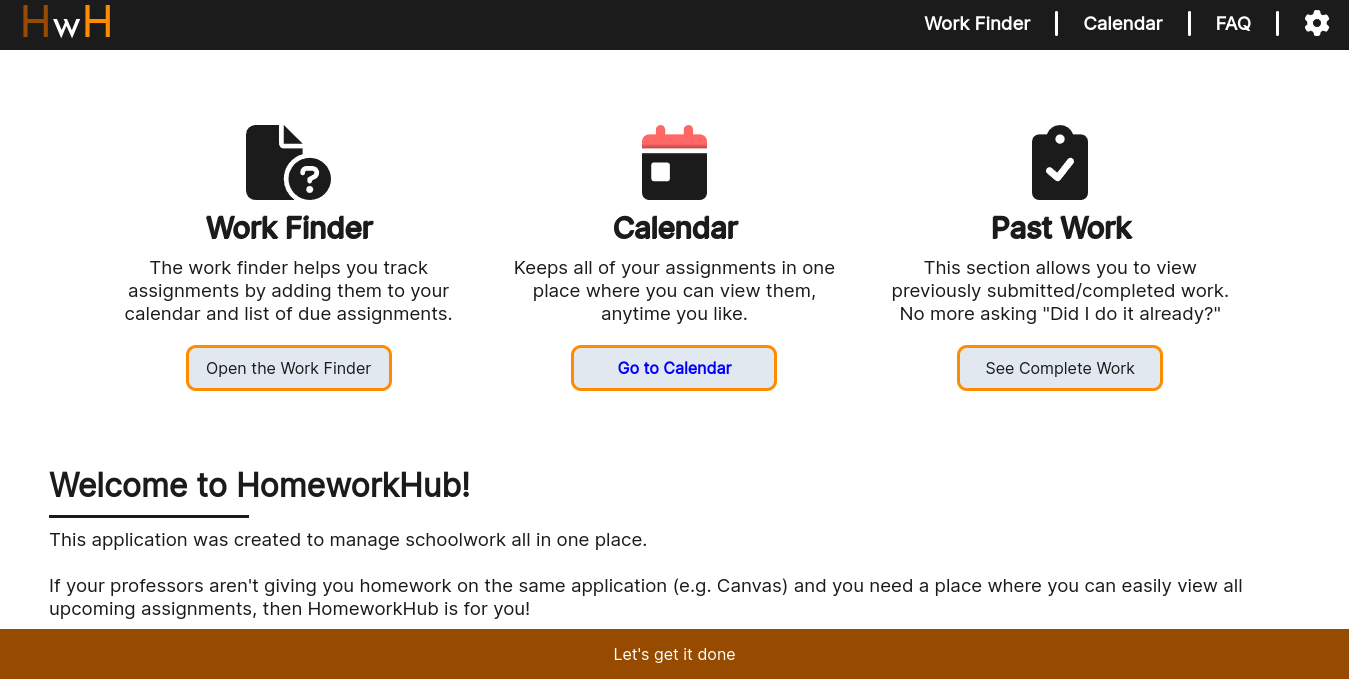 HwH
Work Finder
Calendar
FAQ
Work Finder
The work finder helps you track
assignments by adding them to your
calendar and list of due assignments.
Open the Work Finder
Calendar
Keeps all of your assignments in one
place where you can view them,
anytime you like.
Go to Calendar
Past Work
This section allows you to view
previously submitted/completed work.
No more asking "Did I do it already?"
See Complete Work
Welcome to HomeworkHub!
This application was created to manage schoolwork all in one place.
If your professors aren't giving you homework on the same application (e.g. Canvas) and you need a place where you can easily view all
upcoming assignments, then HomeworkHub is for you!
Let's get it done